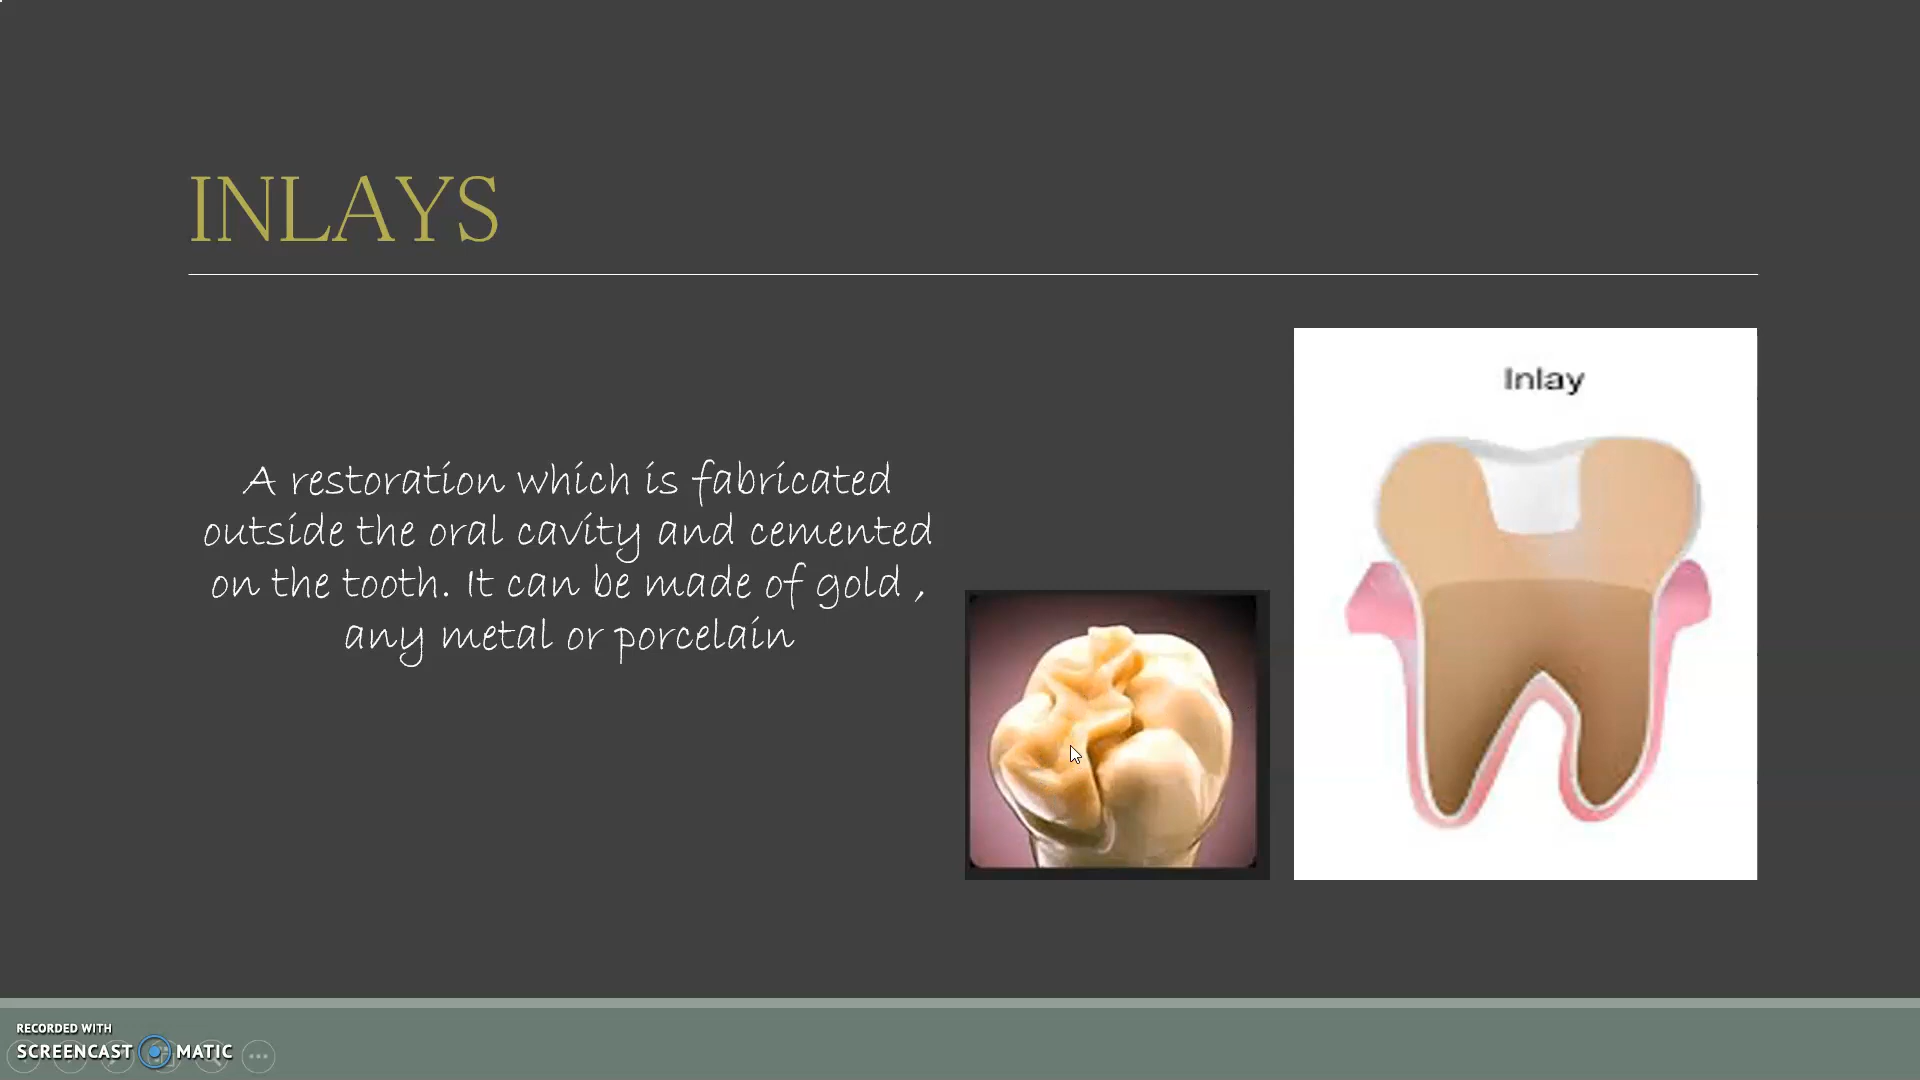 INLAYS
A restoration which is fabricated
outside the oral cavity and cemented
on the tooth. It can be made of gold ,
any metal or porcelain
Inlay
RECORDED WITH
SCREENCAST MATIC